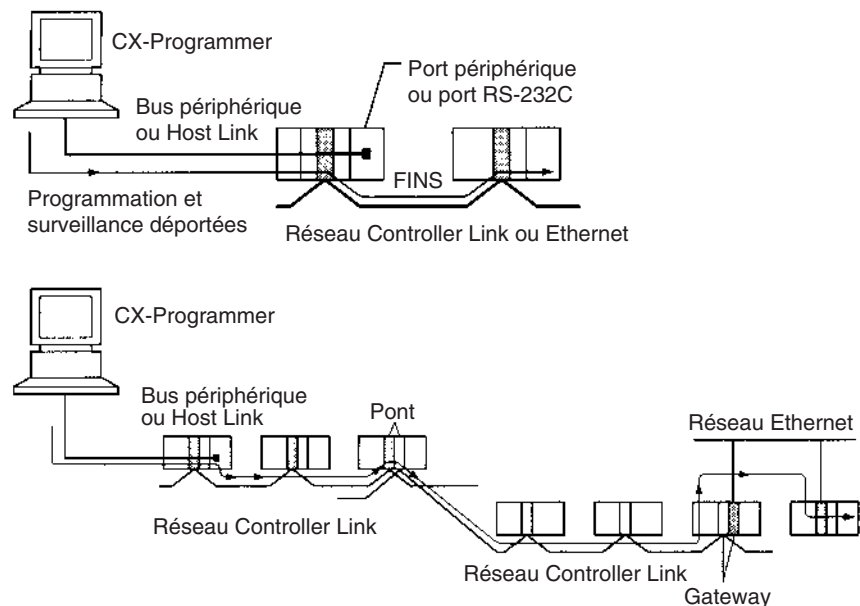 CX-Programmer
Port périphérique
ou port RS-232C
Bus périphérique
ou Host Link
FINS
Programmation et
surveillance déportées
Réseau Controller Link ou Ethernet
CX-Programmer
Bus périphérique
ou Host Link
Pont
Réseau Ethernet
Réseau Controller Link
Réseau Controller Link
Gateway